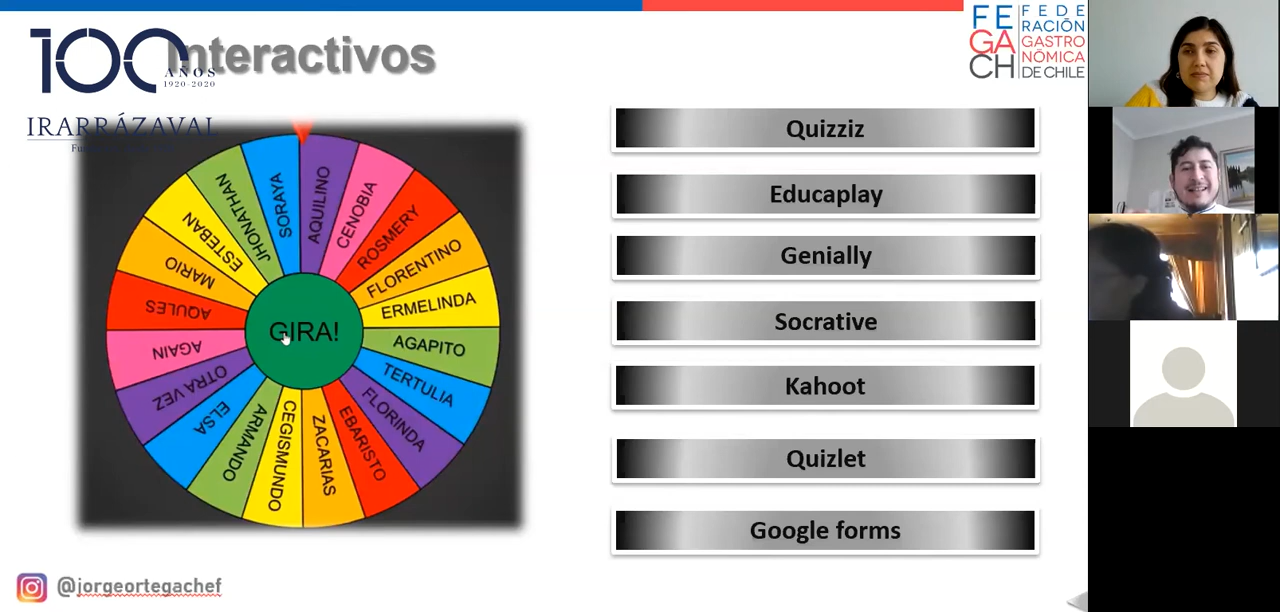 Interactivos
100
AÑOS
1920-2020
IRARRÁZAVAL
FE
GA
CH
FEDE
RACIÓN
GASTRO
NÓMICA
DE CHILE
SORAYA
AQUILINO
CENOBIA
ROSMERY
FLORENTINO
ERMELINDA
AGAPITO
TERTULIA
FLORINDA
EBARISTO
ZACARIAS
CEGISMUNDO
ARMANDO
ELSA
OTRA VEZ
AGAIN
AQULES
MARIO
ESTEBAN
JHONATHAN
GIRA!
Quizziz
Educaplay
Genially
Socrative
Kahoot
Quizlet
Google forms
@jorgeortegachef